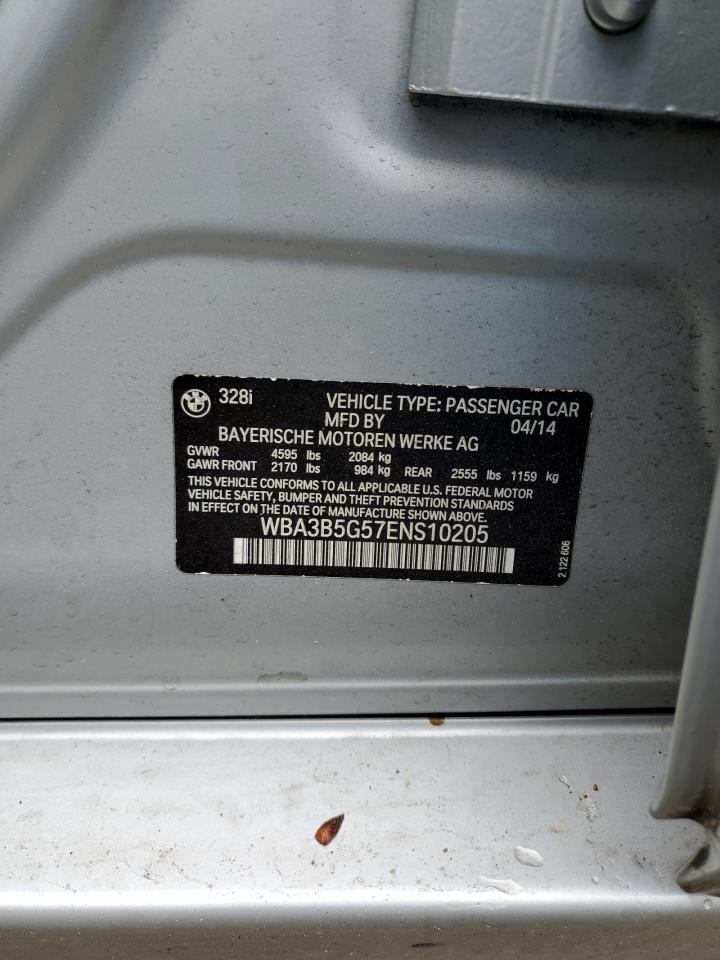 328i VEHICLE TYPE: PASSENGER CAR
MFD BY 04/14
BAYERISCHE MOTOREN WERKE AG
GVWR 4595 lbs 2084 kg
GAWR FRONT 2170 lbs 984 kg REAR 2555 lbs 1159 kg
THIS VEHICLE CONFORMS TO ALL APPLICABLE U.S. FEDERAL MOTOR
VEHICLE SAFETY, BUMPER AND THEFT PREVENTION STANDARDS
IN EFFECT ON THE DATE OF MANUFACTURE SHOWN ABOVE.
WBA3B5G57ENS10205
2 122 606